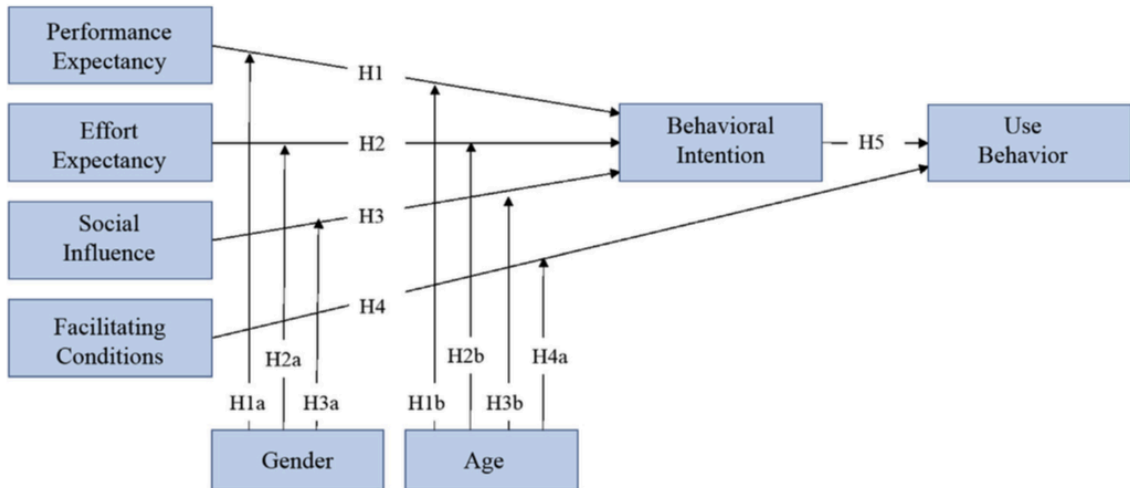 Performance
Expectancy
H1
Effort
Expectancy
H2
Behavioral
Intention
H5
Use
Behavior
Social
Influence
H3
Facilitating
Conditions
H4
H2a
H2b
H4a
H1a
H3a
H1b
H3b
Gender
Age